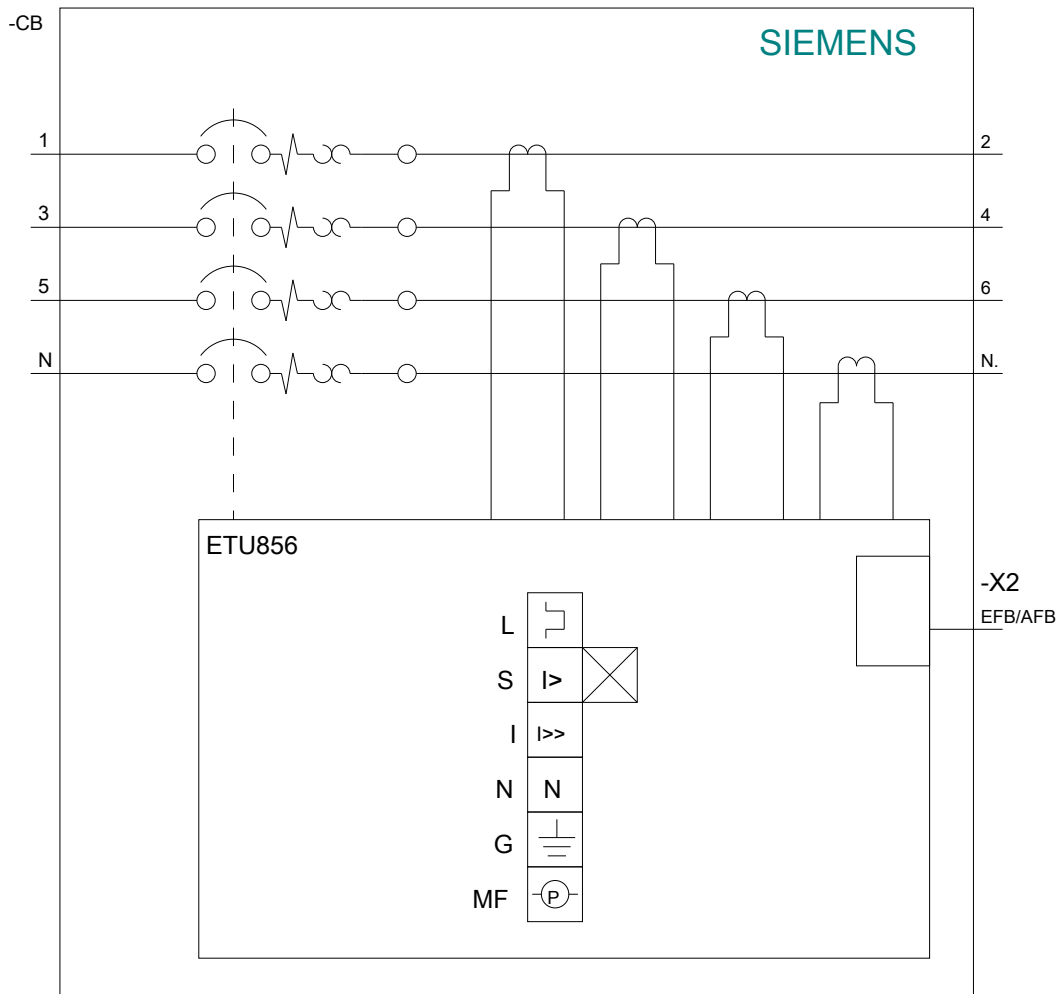 -CB
SIEMENS
1 2
3 4
5 6
N N.
ETU856
-X2
EFB/AFB
L
S I>
I I>>
N N
G
MF P